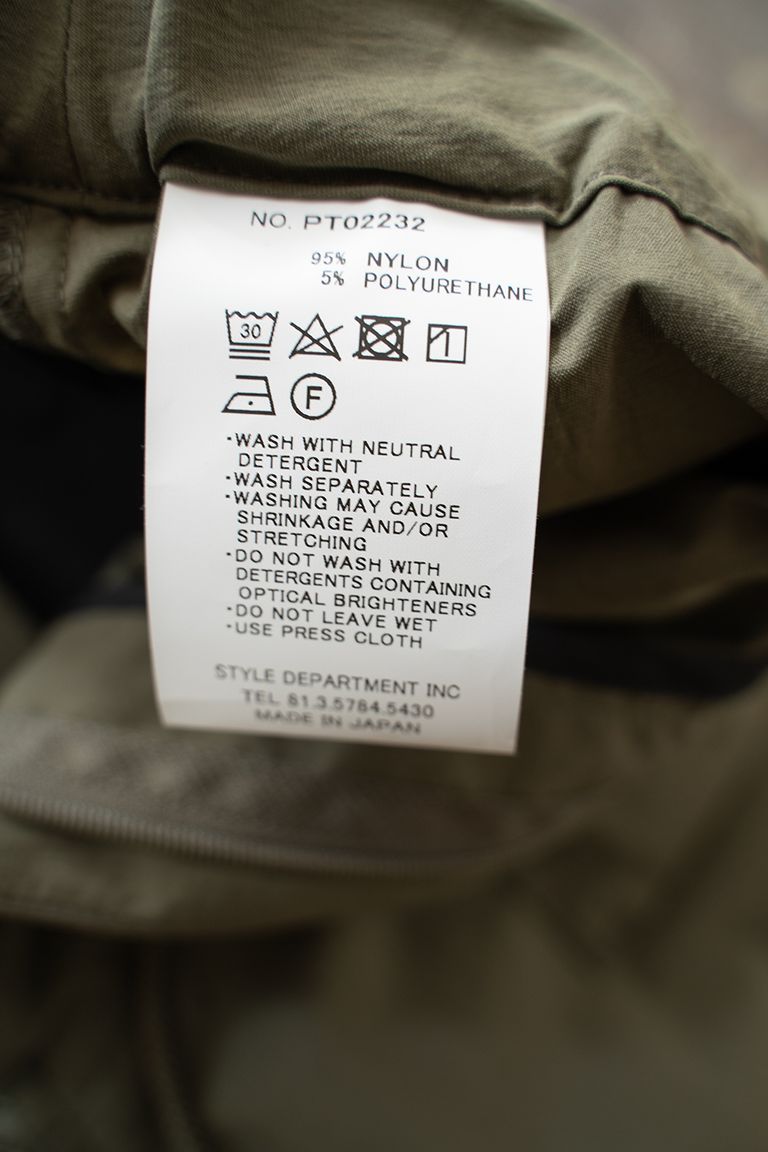 NO. PT02232
95% NYLON
5% POLYURETHANE
30
F
·WASH WITH NEUTRAL
DETERGENT
·WASH SEPARATELY
·WASHING MAY CAUSE
SHRINKAGE AND/OR
STRETCHING
·DO NOT WASH WITH
DETERGENTS CONTAINING
OPTICAL BRIGHTENERS
·DO NOT LEAVE WET
·USE PRESS CLOTH
STYLE DEPARTMENT INC
TEL 81.3.5784.5430
MADE IN JAPAN